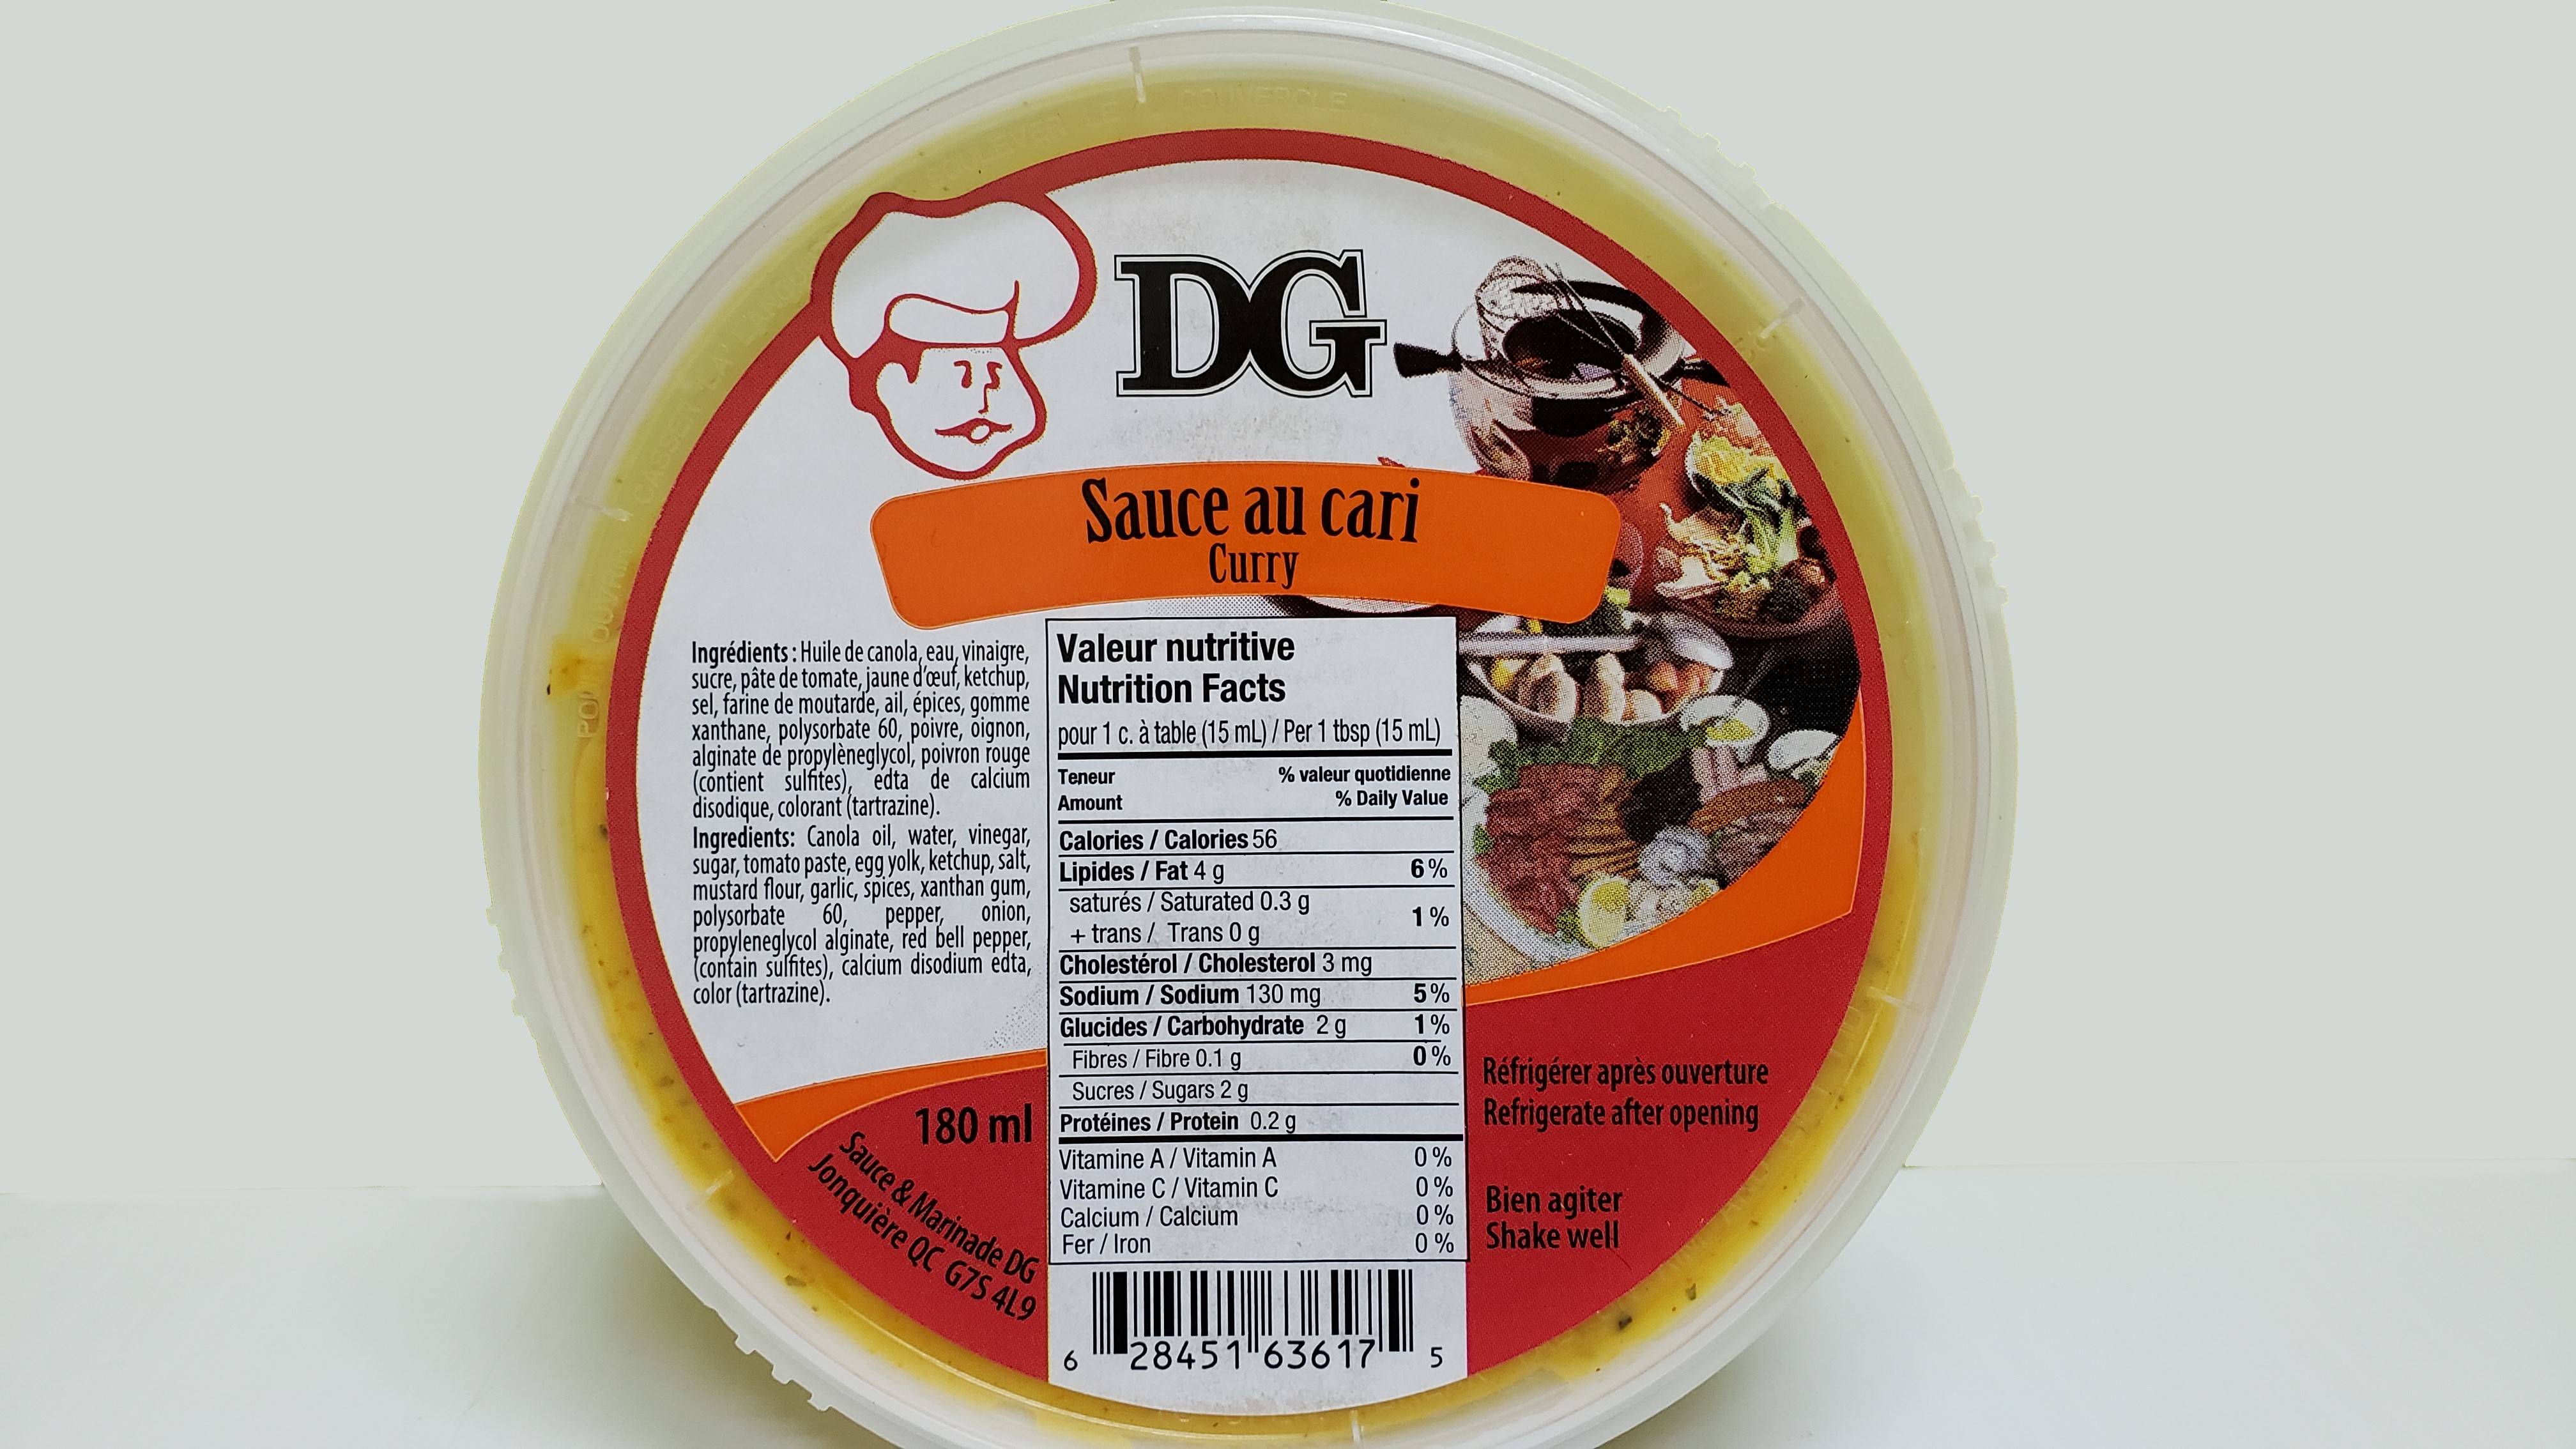 DG
Sauce au cari
Curry
Ingrédients : Huile de canola, eau, vinaigre,
sucre, pâte de tomate, jaune d'œuf, ketchup,
sel, farine de moutarde, ail, épices, gomme
xanthane, polysorbate 60, poivre, oignon,
alginate de propylèneglycol, poivron rouge
(contient sulfites), edta de calcium
disodique, colorant (tartrazine).
Ingredients: Canola oil, water, vinegar,
sugar, tomato paste, egg yolk, ketchup, salt,
mustard flour, garlic, spices, xanthan gum,
polysorbate 60, pepper, onion,
propyleneglycol alginate, red bell pepper,
(contain sulfites), calcium disodium edta,
color (tartrazine).
180 ml
Sauce & Marinade DG
Jonquière QC G7S 4L9
Valeur nutritive
Nutrition Facts
pour 1 c. à table (15 mL) / Per 1 tbsp (15 mL)
Teneur % valeur quotidienne
Amount % Daily Value
Calories / Calories 56
Lipides / Fat 4 g 6 %
saturés / Saturated 0.3 g
+ trans / Trans 0 g 1 %
Cholestérol / Cholesterol 3 mg
Sodium / Sodium 130 mg 5 %
Glucides / Carbohydrate 2 g 1 %
Fibres / Fibre 0.1 g 0 %
Sucres / Sugars 2 g
Protéines / Protein 0.2 g
Vitamine A / Vitamin A 0 %
Vitamine C / Vitamin C 0 %
Calcium / Calcium 0 %
Fer / Iron 0 %
6 28451 63617 5
Réfrigérer après ouverture
Refrigerate after opening
Bien agiter
Shake well
OUVRIR CASSER LA LANGUETTE SOULEVER LE COUVERCLE